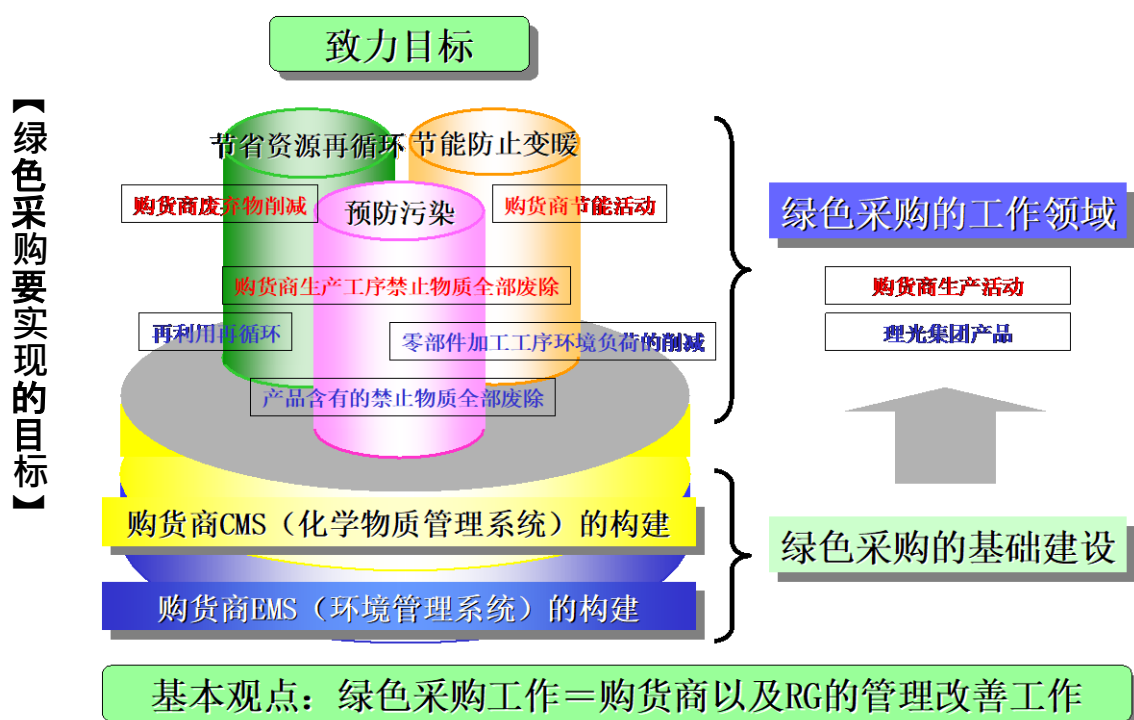 致力目标
【绿色采购要实现的目标】
节省资源再循环
节能防止变暖
购货商废弃物削减
预防污染
购货商节能活动
购货商生产工序禁止物质全部废除
再利用再循环
零部件加工工序环境负荷的削减
产品含有的禁止物质全部废除
绿色采购的工作领域
购货商生产活动
理光集团产品
购货商CMS（化学物质管理系统）的构建
绿色采购的基础建设
购货商EMS（环境管理系统）的构建
基本观点：绿色采购工作＝购货商以及RG的管理改善工作